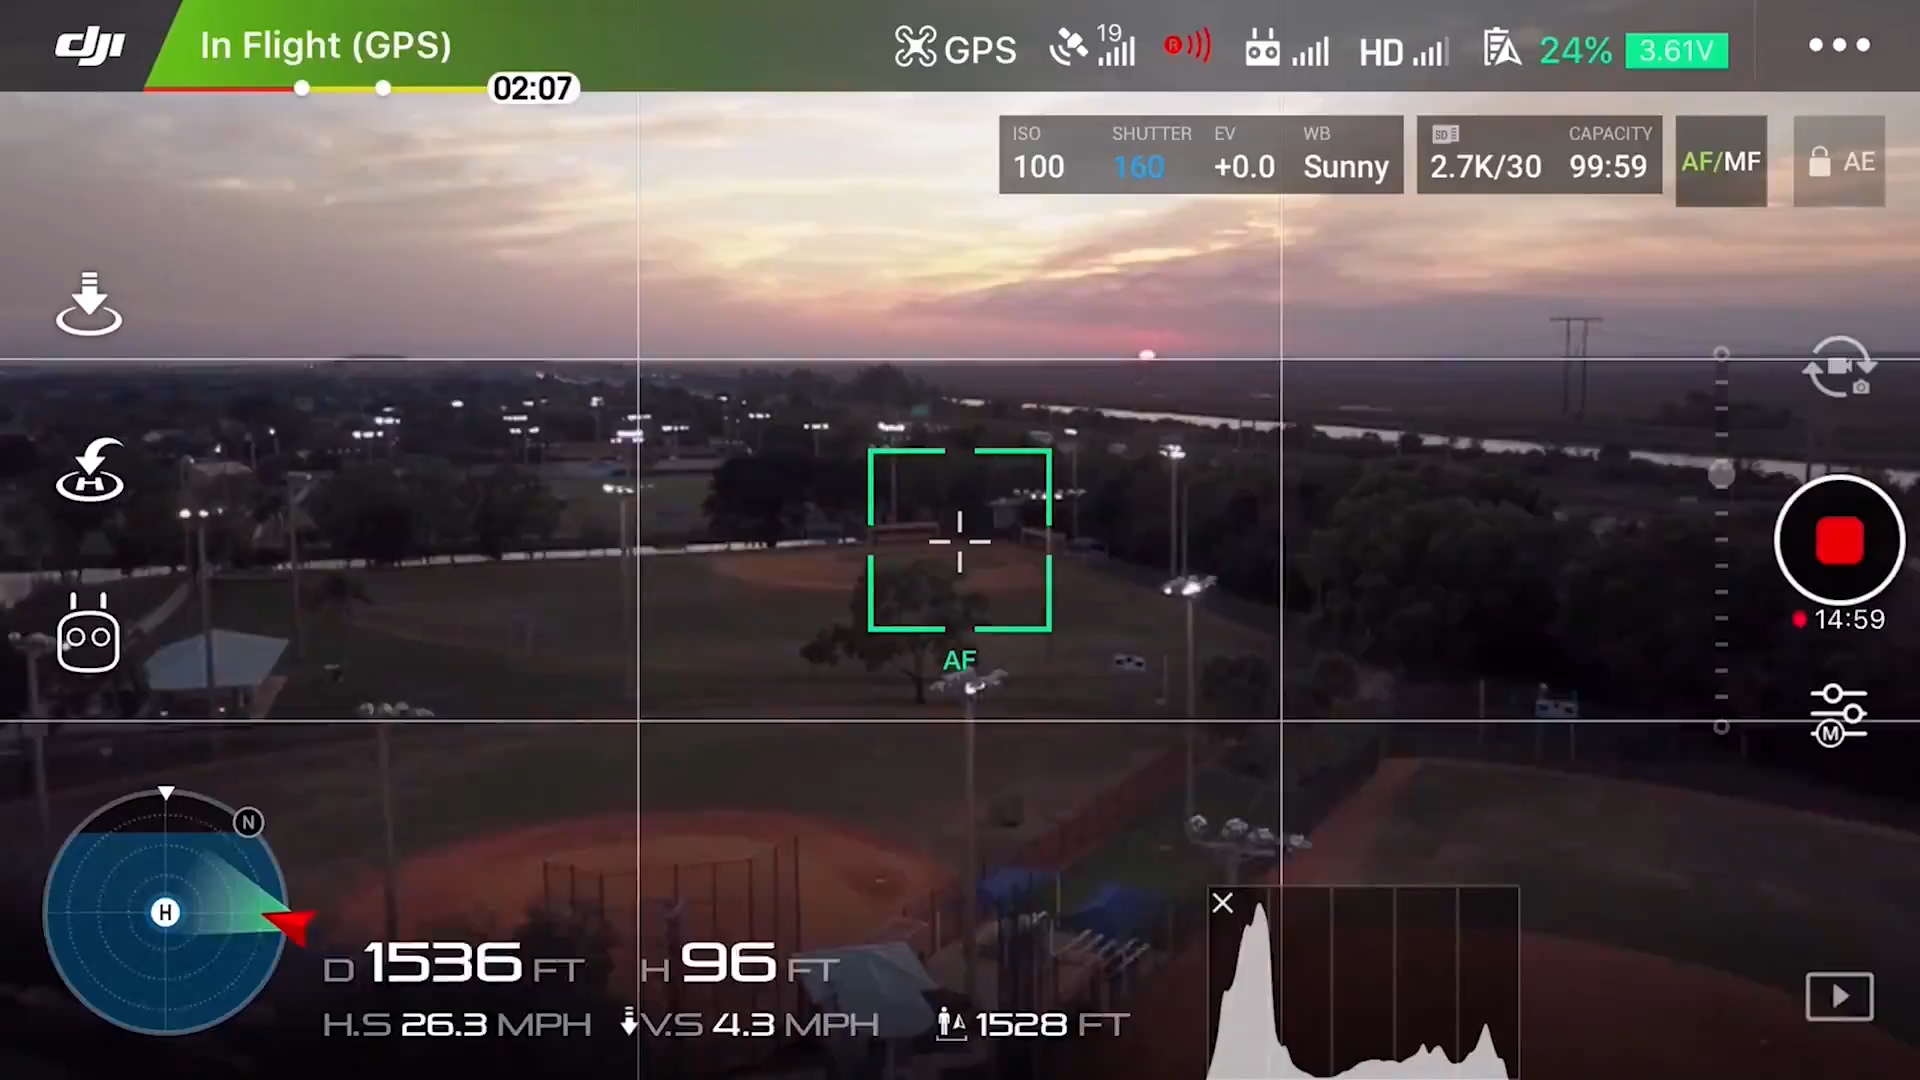 dji In Flight (GPS) GPS 19 R HD 24% 3.61V
02:07
ISO SHUTTER EV WB SD CAPACITY
100 160 +0.0 Sunny 2.7K/30 99:59 AF/MF AE
14:59
AF
M
N
H
D 1536 FT H 96 FT
H.S 26.3 MPH V.S 4.3 MPH 1528 FT